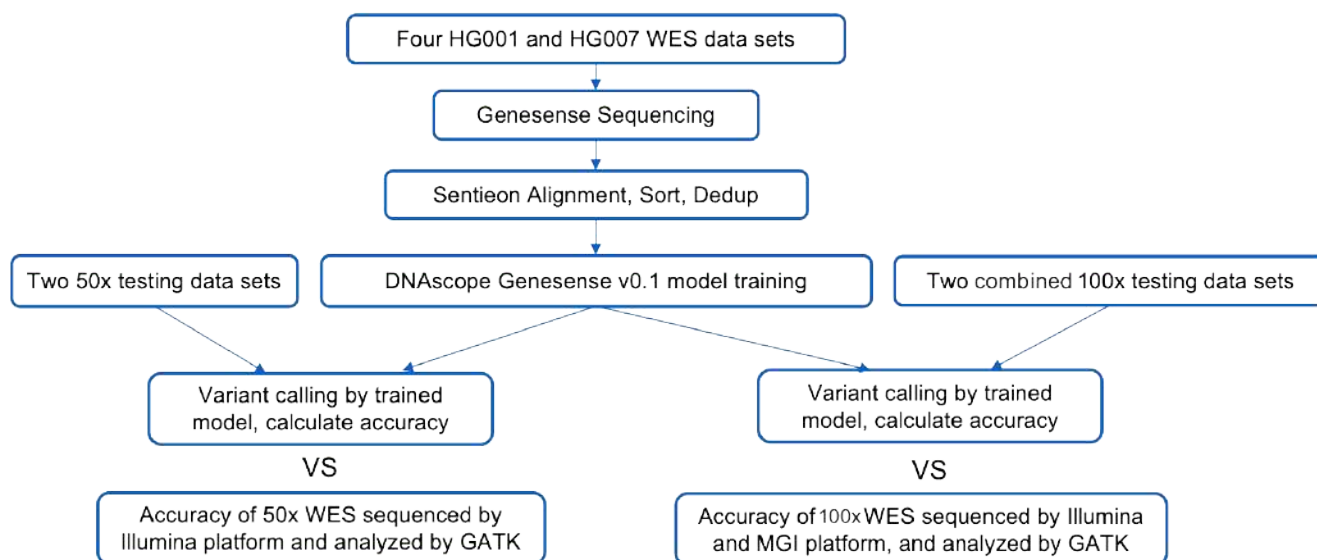 Four HG001 and HG007 WES data sets
Genesense Sequencing
Sentieon Alignment, Sort, Dedup
Two 50x testing data sets
DNAscope Genesense v0.1 model training
Two combined 100x testing data sets
Variant calling by trained
model, calculate accuracy
Variant calling by trained
model, calculate accuracy
VS
VS
Accuracy of 50x WES sequenced by
Illumina platform and analyzed by GATK
Accuracy of 100x WES sequenced by Illumina
and MGI platform, and analyzed by GATK